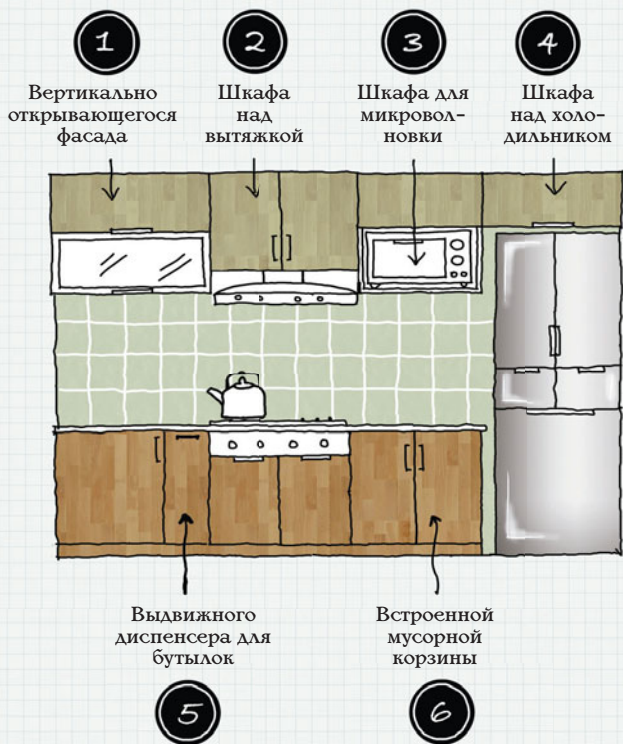 1
Вертикально
открывающегося
фасада
2
Шкафа
над
вытяжкой
3
Шкафа для
микровол-
новки
4
Шкафа
над холо-
дильником
Выдвижного
диспенсера для
бутылок
5
Встроенной
мусорной
корзины
6